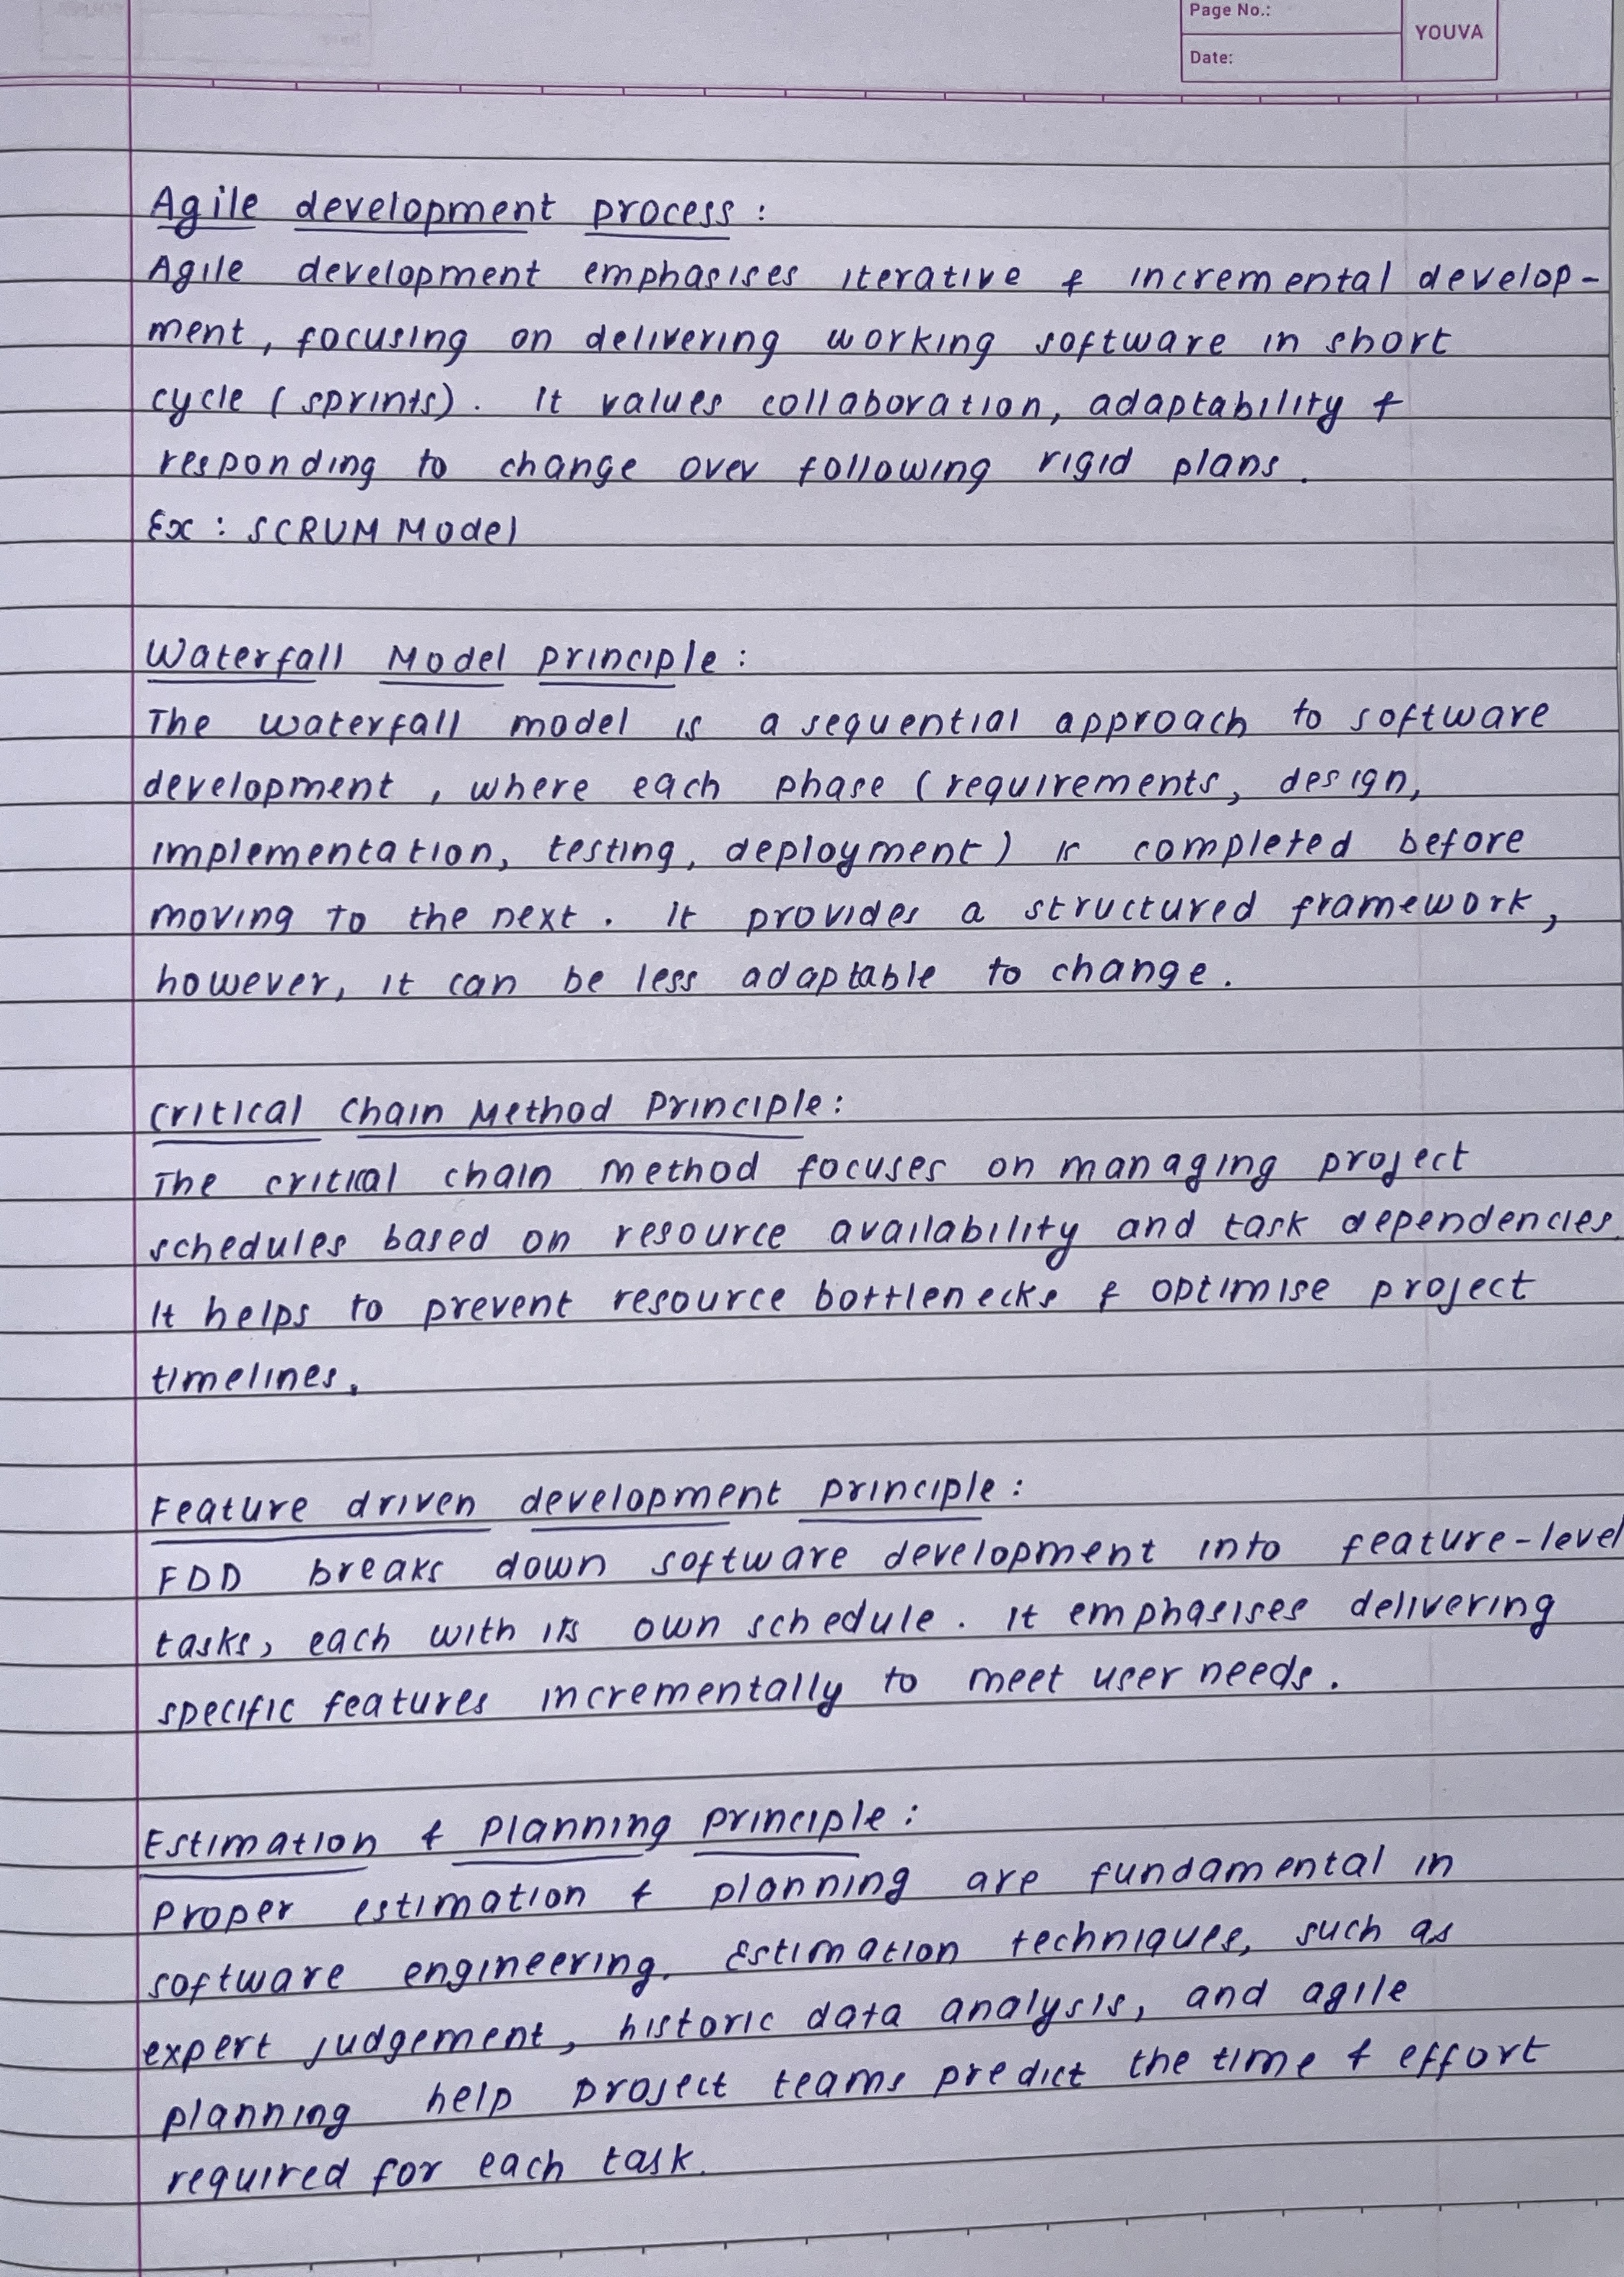 Page No.:
YOUVA
Date:
Agile development process :
Agile development emphasises iterative & incremental develop-
ment, focusing on delivering working software in short
cycle (sprints). It values collaboration, adaptability &
responding to change over following rigid plans.
Ex : SCRUM Model
Waterfall Model principle :
The waterfall model is a sequential approach to software
development, where each phase (requirements, design,
implementation, testing, deployment) is completed before
moving to the next. It provides a structured framework,
however, it can be less adaptable to change.
Critical Chain Method Principle :
The critical chain method focuses on managing project
schedules based on resource availability and task dependencies.
It helps to prevent resource bottlenecks & optimise project
timelines.
Feature driven development principle :
FDD breaks down software development into feature-level
tasks, each with its own schedule. It emphasises delivering
specific features incrementally to meet user needs.
Estimation & Planning principle :
Proper estimation & planning are fundamental in
software engineering. Estimation techniques, such as
expert judgement, historic data analysis, and agile
planning help project teams predict the time & effort
required for each task.